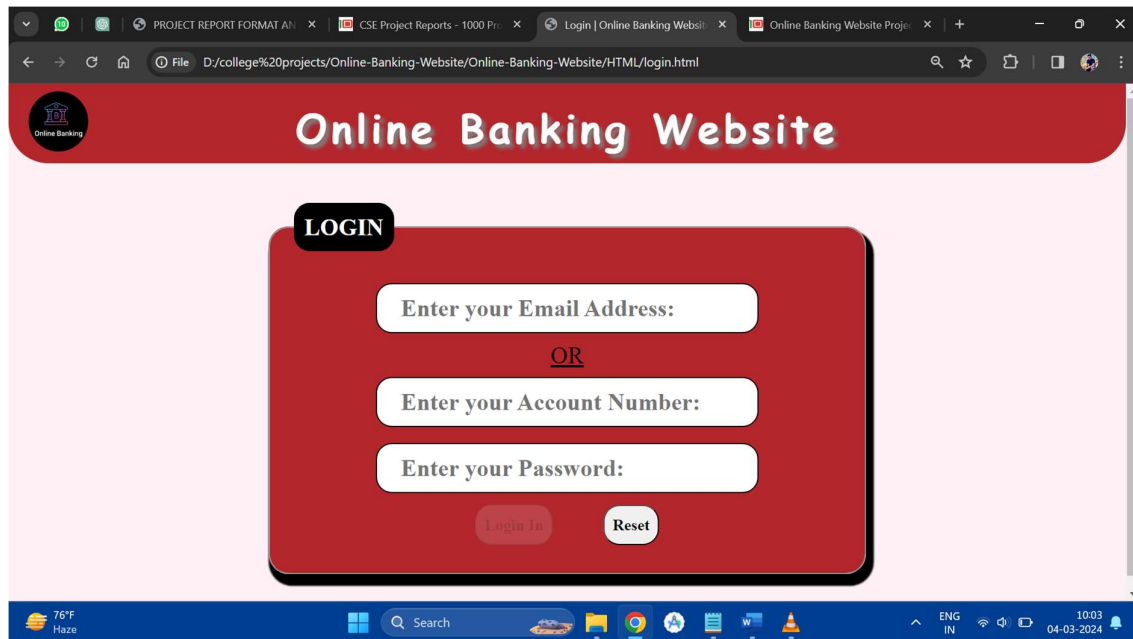 PROJECT REPORT FORMAT AN
CSE Project Reports - 1000 Pro
Login | Online Banking Websit
Online Banking Website Projec
File D:/college%20projects/Online-Banking-Website/Online-Banking-Website/HTML/login.html
Online Banking
Online Banking Website
LOGIN
Enter your Email Address:
OR
Enter your Account Number:
Enter your Password:
Login In Reset
76°F
Haze
Search
ENG
IN
10:03
04-03-2024